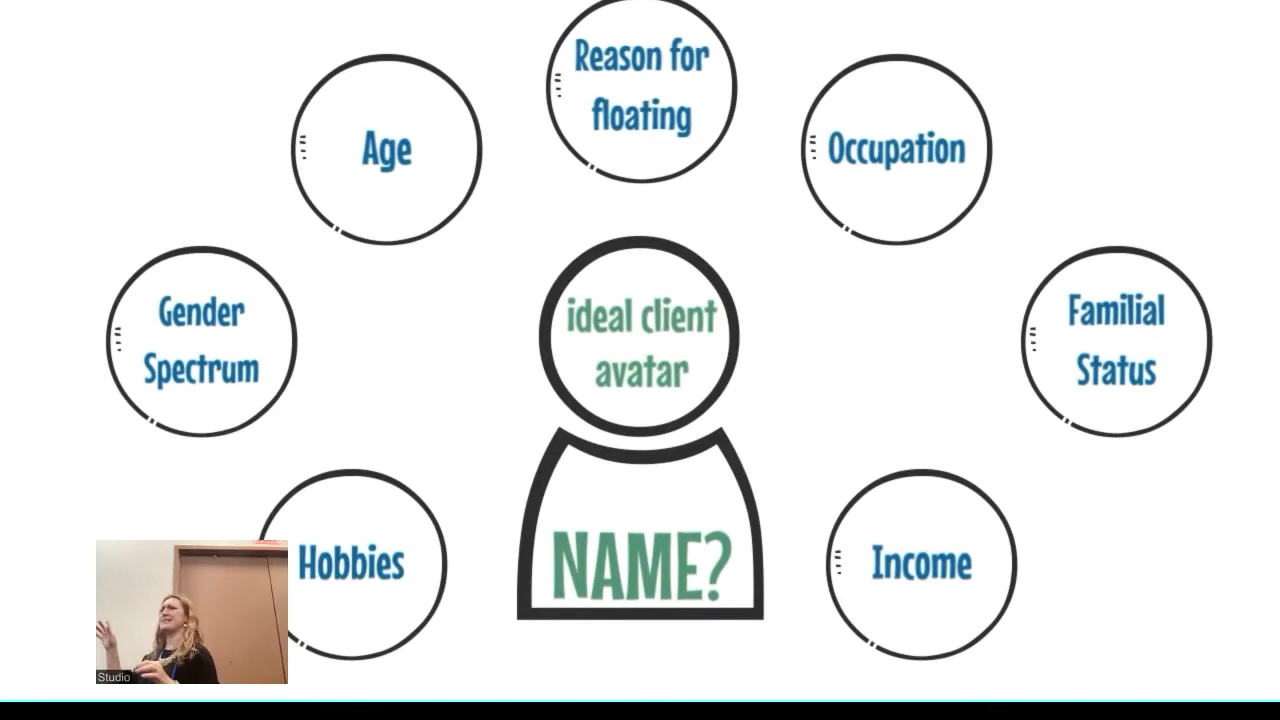 Reason for
floating
Age
Occupation
Gender
Spectrum
ideal client
avatar
Familial
Status
Hobbies
NAME?
Income
Studio